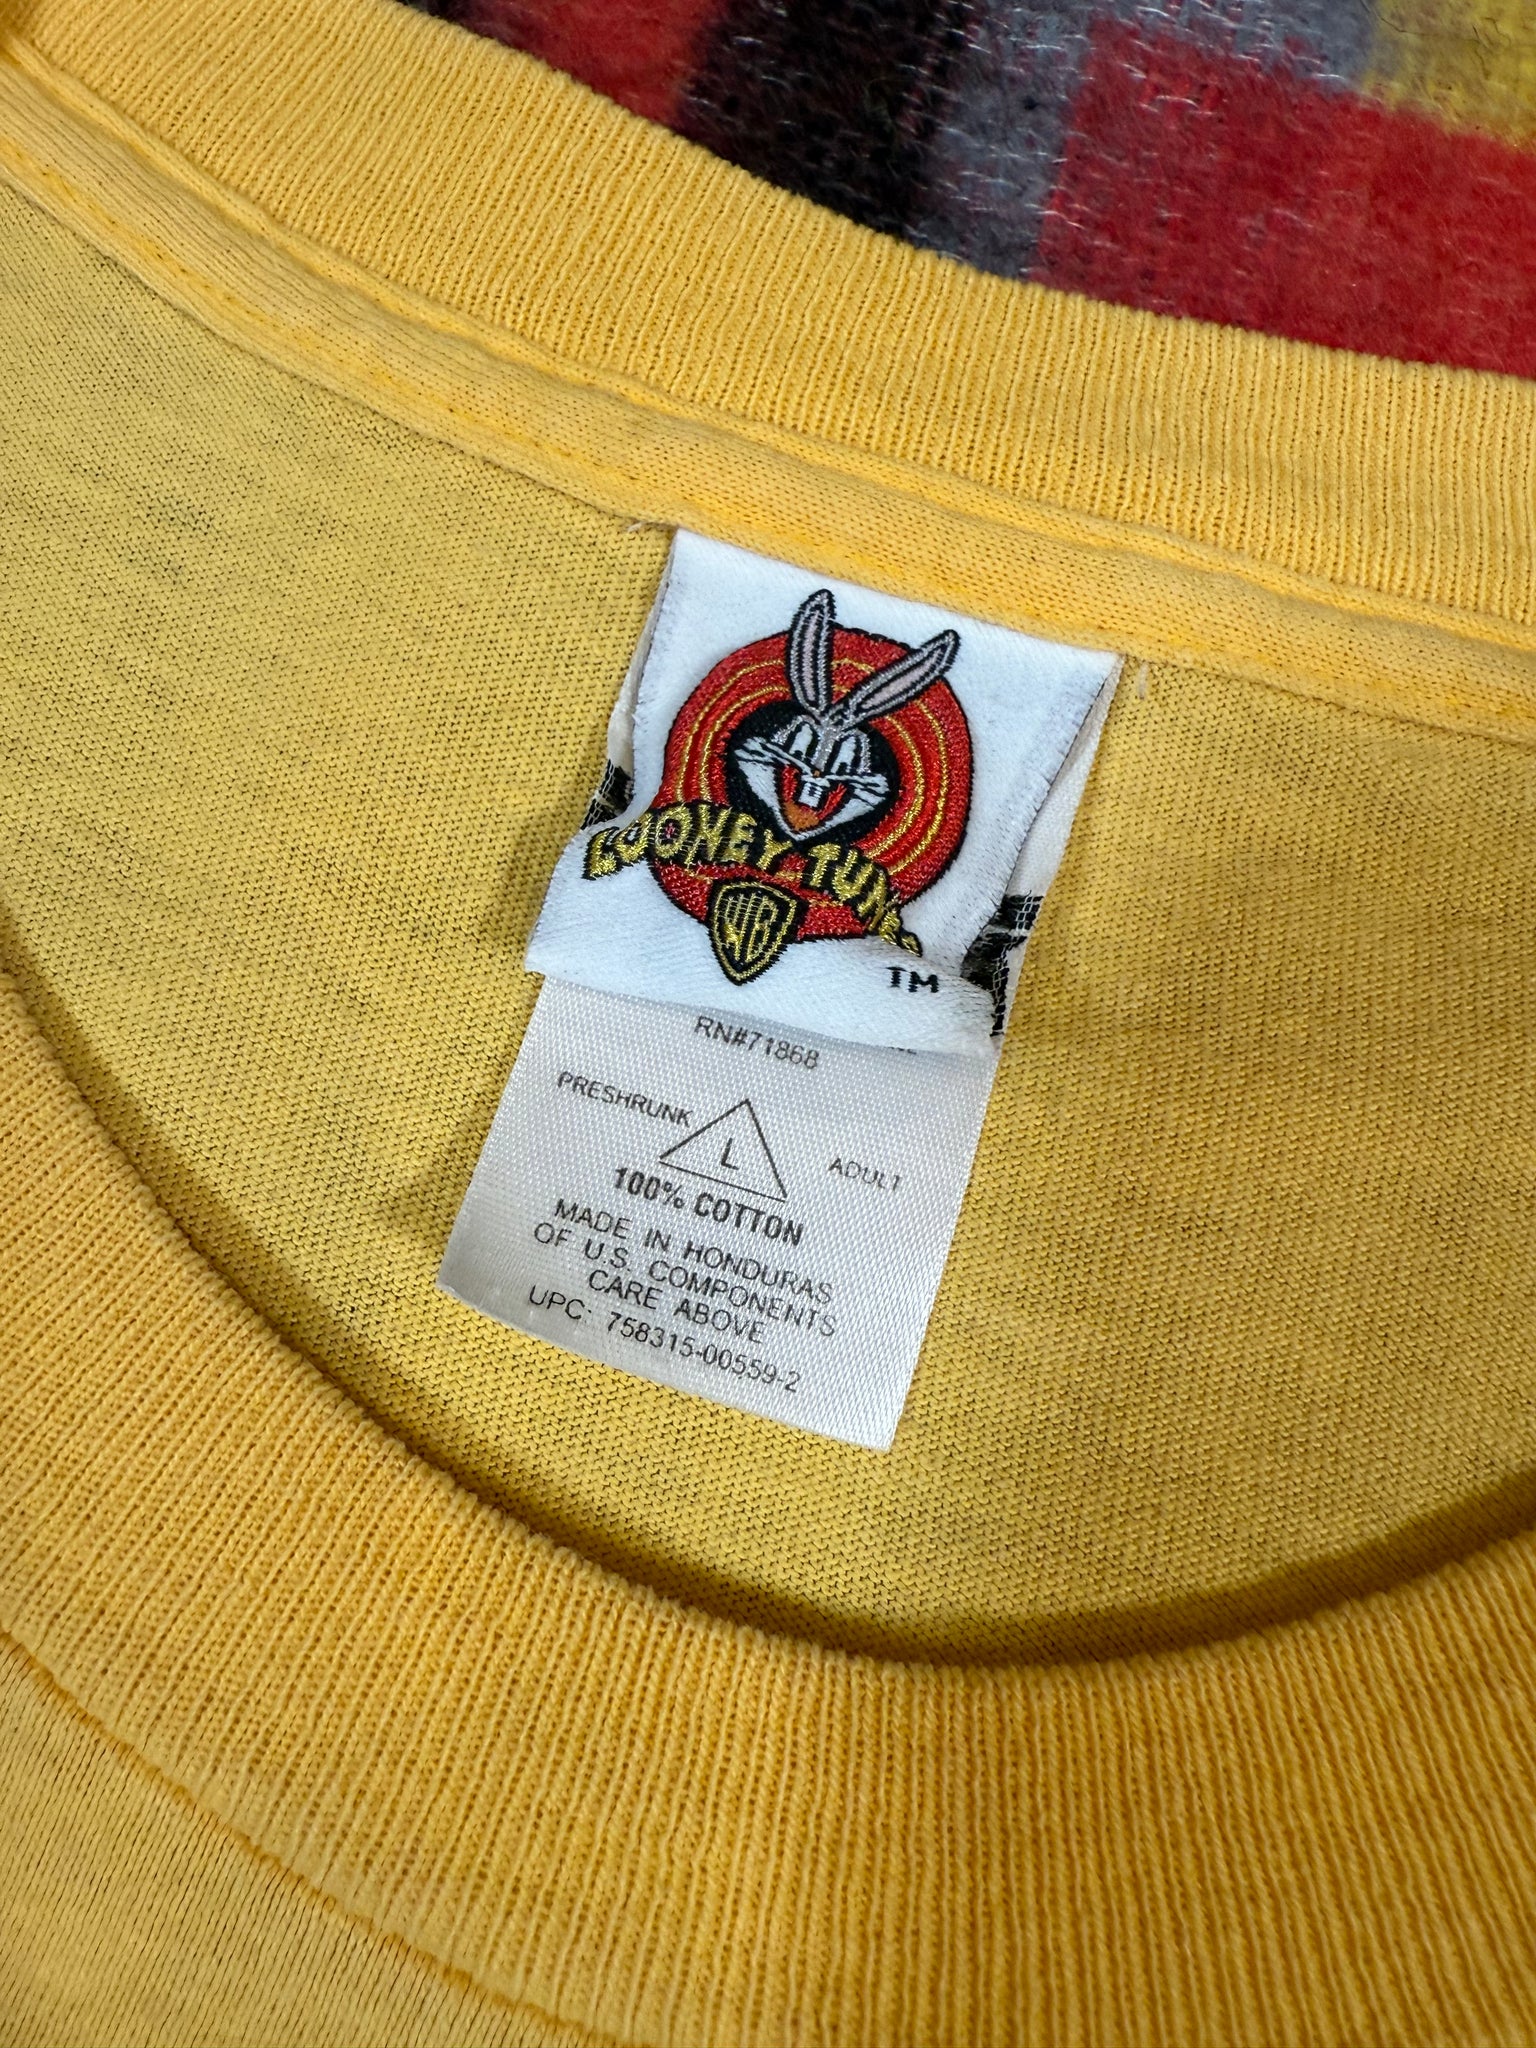 LOONEY TUNES
WB
TM
RN#71868
PRESHRUNK
L
ADULT
100% COTTON
MADE IN HONDURAS
OF U.S. COMPONENTS
CARE ABOVE
UPC: 758315-00559-2